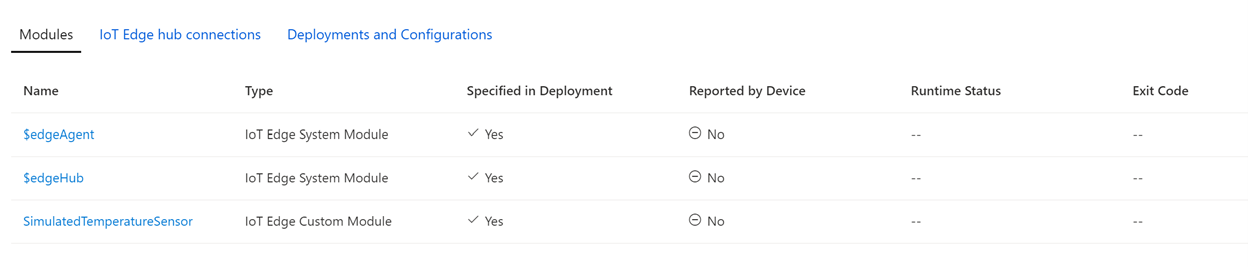 Modules IoT Edge hub connections Deployments and Configurations
Name Type Specified in Deployment Reported by Device Runtime Status Exit Code
$edgeAgent IoT Edge System Module Yes No -- --
$edgeHub IoT Edge System Module Yes No -- --
SimulatedTemperatureSensor IoT Edge Custom Module Yes No -- --